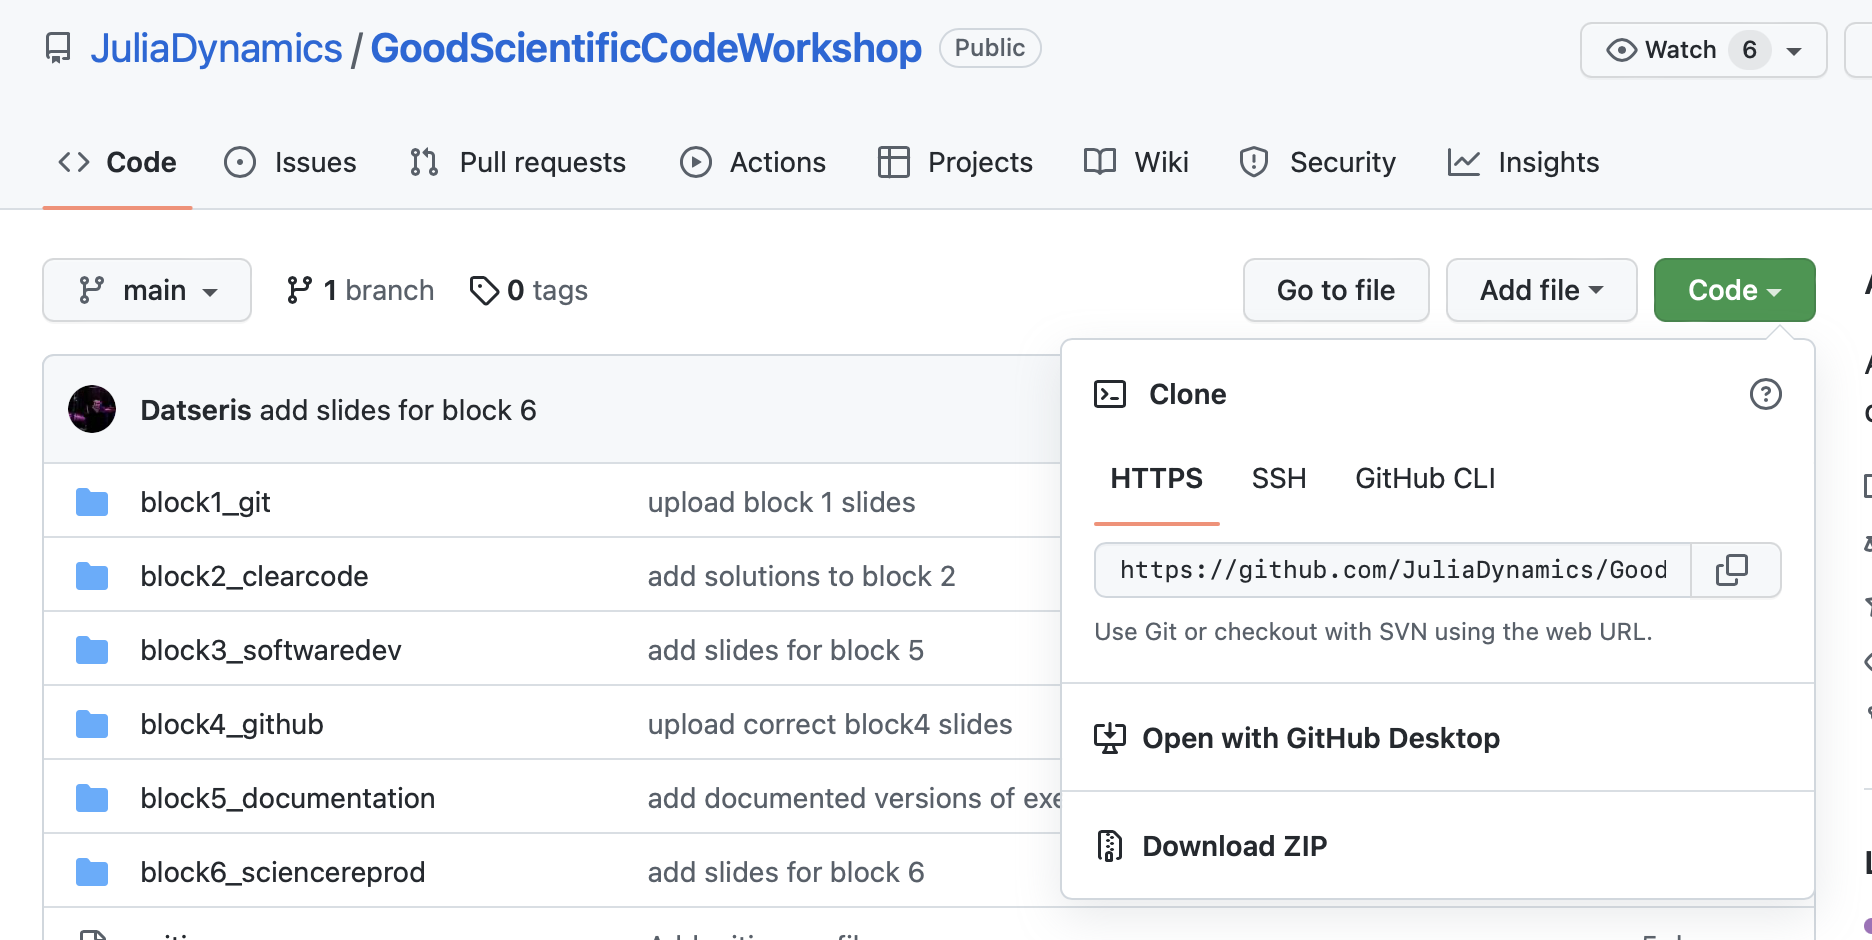 JuliaDynamics / GoodScientificCodeWorkshop Public
Watch 6
Code Issues Pull requests Actions Projects Wiki Security Insights
main 1 branch 0 tags
Go to file Add file Code
Datseris add slides for block 6
block1_git upload block 1 slides
block2_clearcode add solutions to block 2
block3_softwaredev add slides for block 5
block4_github upload correct block4 slides
block5_documentation add documented versions of exe
block6_sciencereprod add slides for block 6
Clone
HTTPS SSH GitHub CLI
https://github.com/JuliaDynamics/Good
Use Git or checkout with SVN using the web URL.
Open with GitHub Desktop
Download ZIP